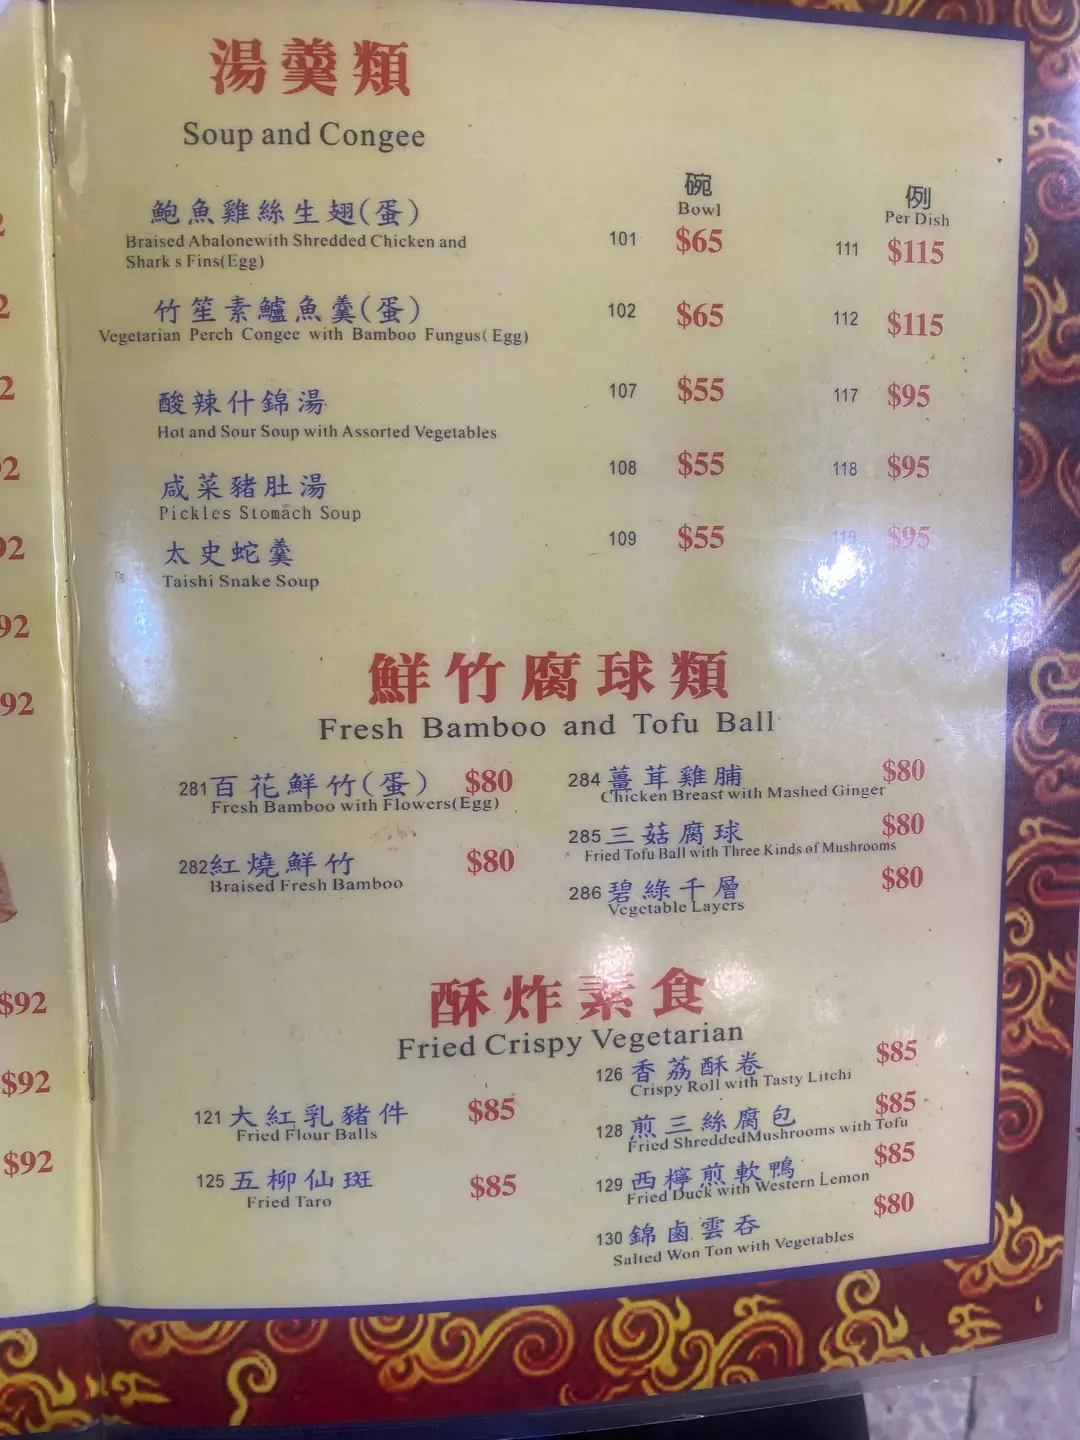 湯羹類
Soup and Congee
碗
Bowl
例
Per Dish
鮑魚雞絲生翅(蛋)
Braised Abalonewith Shredded Chicken and
Shark s Fins(Egg)
101 $65 111 $115
竹笙素鱸魚羹(蛋)
Vegetarian Perch Congee with Bamboo Fungus( Egg)
102 $65 112 $115
酸辣什錦湯
Hot and Sour Soup with Assorted Vegetables
107 $55 117 $95
咸菜豬肚湯
Pickles Stomach Soup
108 $55 118 $95
太史蛇羹
Taishi Snake Soup
109 $55 119 $95
鮮竹腐球類
Fresh Bamboo and Tofu Ball
281百花鮮竹(蛋) $80
Fresh Bamboo with Flowers(Egg)
282紅燒鮮竹 $80
Braised Fresh Bamboo
284 薑茸雞脯 $80
Chicken Breast with Mashed Ginger
285三菇腐球 $80
Fried Tofu Ball with Three Kinds of Mushrooms
286 碧綠千層 $80
Vegetable Layers
酥炸素食
Fried Crispy Vegetarian
121 大紅乳豬件 $85
Fried Flour Balls
125 五柳仙斑 $85
Fried Taro
126 香荔酥卷 $85
Crispy Roll with Tasty Litchi
128 煎三絲腐包 $85
Fried ShreddedMushrooms with Tofu
129 西檸煎軟鴨 $85
Fried Duck with Western Lemon
130 錦鹵雲吞 $80
Salted Won Ton with Vegetables
92
92
92
$92
$92
$92